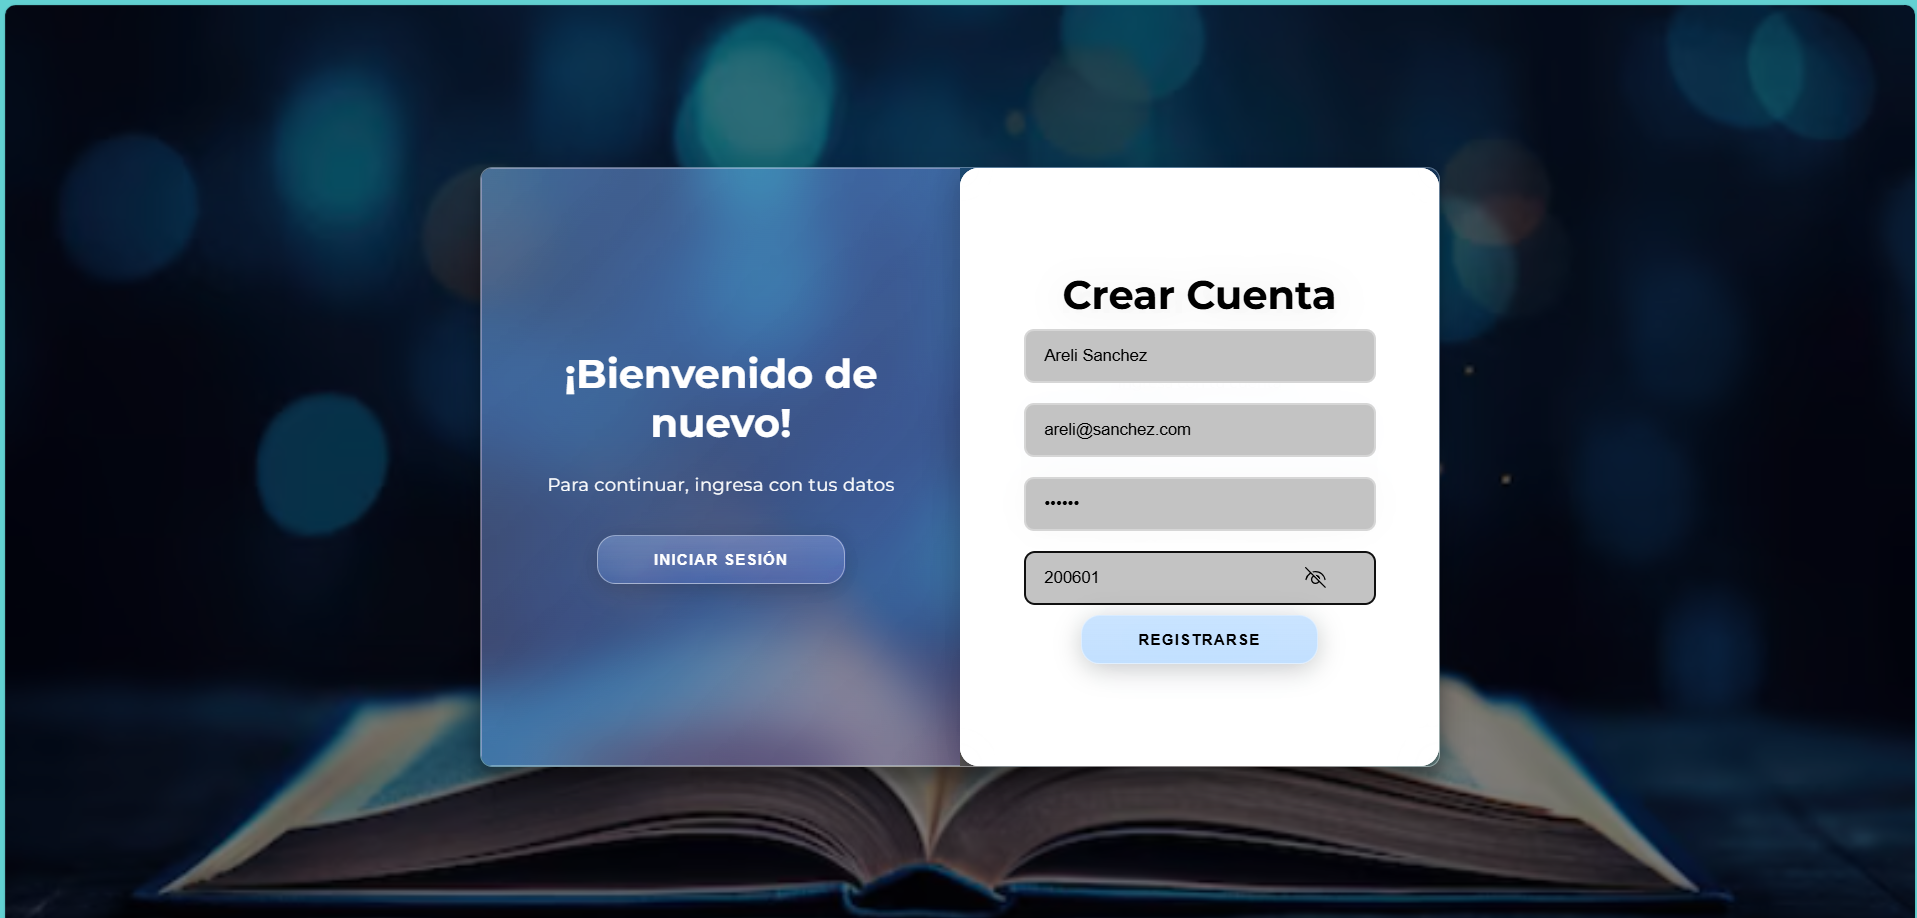 ¡Bienvenido de
nuevo!
Para continuar, ingresa con tus datos
INICIAR SESIÓN
Crear Cuenta
Areli Sanchez
areli@sanchez.com
••••••
200601
REGISTRARSE